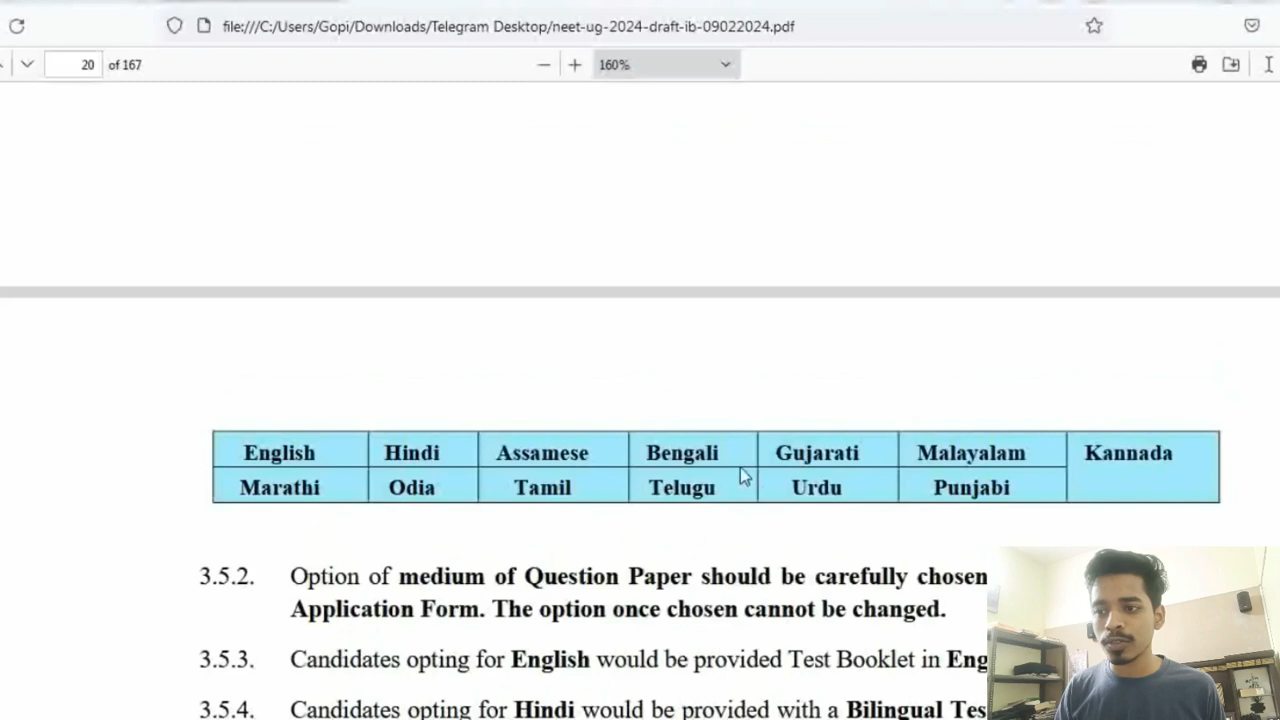 file:///C:/Users/Gopi/Downloads/Telegram Desktop/neet-ug-2024-draft-ib-09022024.pdf
20 of 167 160%
English Hindi Assamese Bengali Gujarati Malayalam Kannada
Marathi Odia Tamil Telugu Urdu Punjabi
3.5.2. Option of medium of Question Paper should be carefully chosen
Application Form. The option once chosen cannot be changed.
3.5.3. Candidates opting for English would be provided Test Booklet in Eng
3.5.4. Candidates opting for Hindi would be provided with a Bilingual Tes